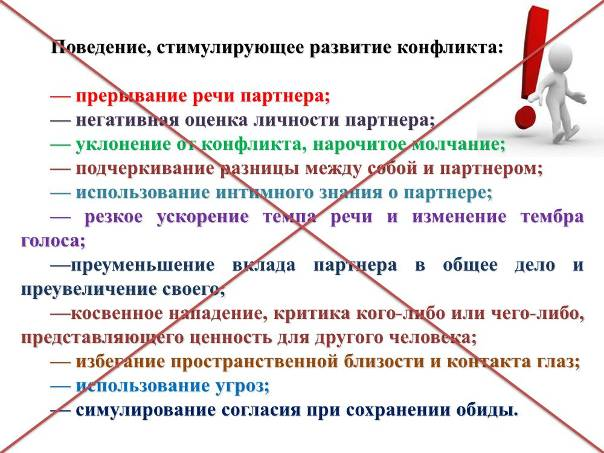 Поведение, стимулирующее развитие конфликта:
— прерывание речи партнера;
— негативная оценка личности партнера;
— уклонение от конфликта, нарочитое молчание;
— подчеркивание разницы между собой и партнером;
— использование интимного знания о партнере;
— резкое ускорение темпа речи и изменение тембра
голоса;
—преуменьшение вклада партнера в общее дело и
преувеличение своего;
—косвенное нападение, критика кого-либо или чего-либо,
представляющего ценность для другого человека;
— избегание пространственной близости и контакта глаз;
— использование угроз;
— симулирование согласия при сохранении обиды.